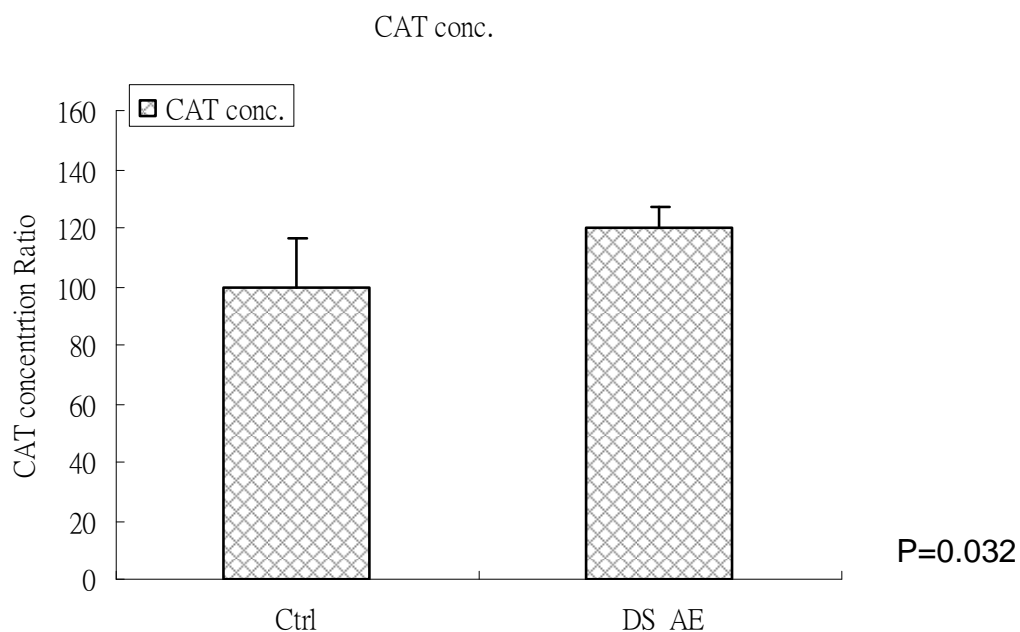 CAT conc.
CAT conc.
160
140
120
100
80
60
40
20
0
CAT concentrtion Ratio
Ctrl
DS AE
P=0.032